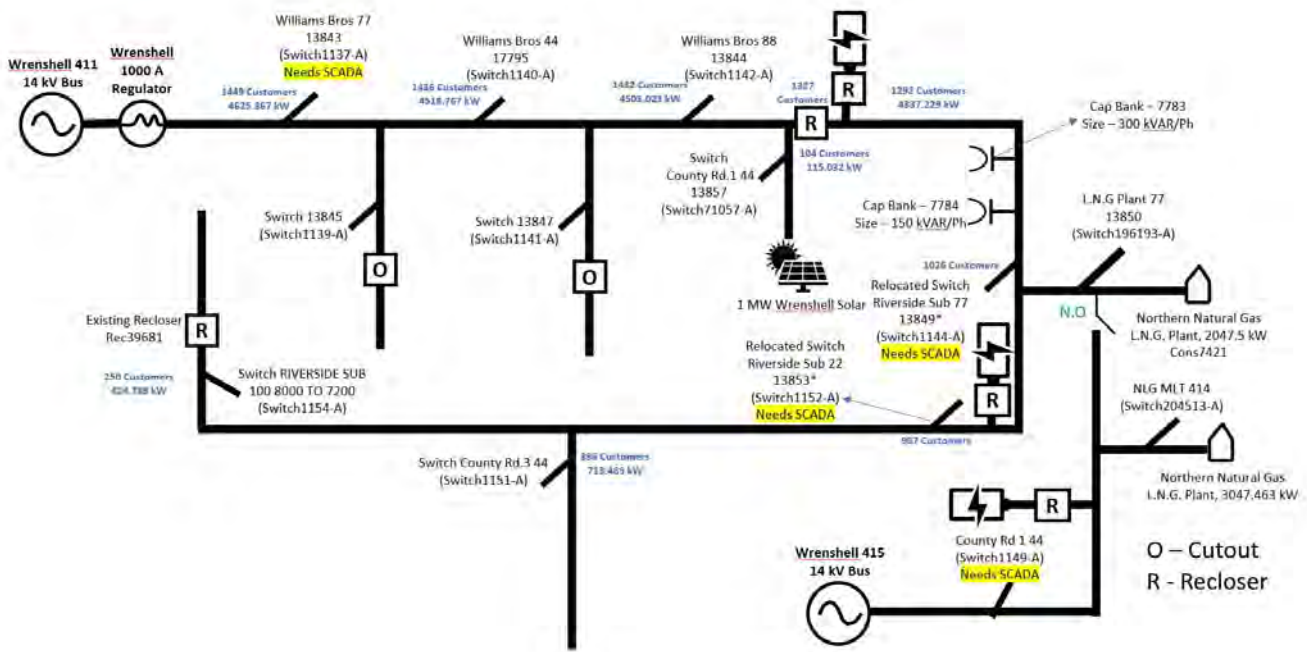 Wrenshell 411
14 kV Bus
Wrenshell
1000 A
Regulator
Williams Bros 77
13843
(Switch1137-A)
Needs SCADA
1449 Customers
4625.867 kW
Williams Bros 44
17795
(Switch1140-A)
Customers
kW
Williams Bros 88
13844
(Switch1142-A)
Customers
kW
1327
Customers
R
R
1292 Customers
4337.229 kW
Cap Bank – 7783
Size – 300 kVAR/Ph
Switch
County Rd.1 44
13857
(Switch71057-A)
104 Customers
115.032 kW
Cap Bank – 7784
Size – 150 kVAR/Ph
L.N.G Plant 77
13850
(Switch196193-A)
Switch 13845
(Switch1139-A)
O
Switch 13847
(Switch1141-A)
O
1 MW Wrenshell Solar
1026 Customers
Relocated Switch
Riverside Sub 77
13849*
(Switch1144-A)
Needs SCADA
N.O
Northern Natural Gas
L.N.G. Plant, 2047.5 kW
Cons7421
Existing Recloser
Rec39681
R
250 Customers
kW
Switch RIVERSIDE SUB
100 8000 TO 7200
(Switch1154-A)
Relocated Switch
Riverside Sub 22
13853*
(Switch1152-A)
Needs SCADA
R
Customers
NLG MLT 414
(Switch204513-A)
Switch County Rd.3 44
(Switch1151-A)
Customers
kW
Northern Natural Gas
L.N.G. Plant, 3047.463 kW
R
County Rd 1 44
(Switch1149-A)
Needs SCADA
Wrenshell 415
14 kV Bus
O – Cutout
R - Recloser